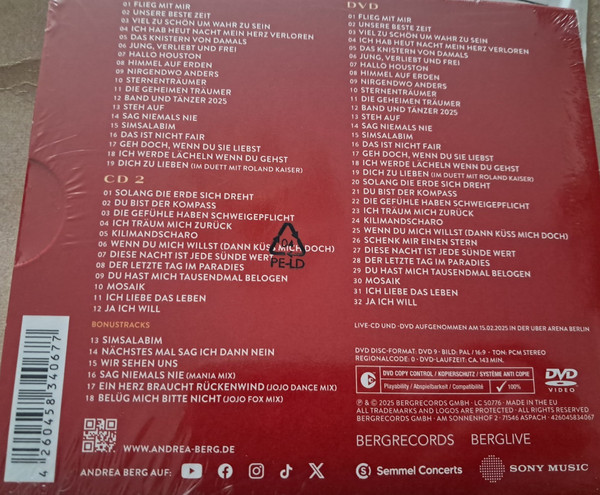 01 FLIEG MIT MIR
02 UNSERE BESTE ZEIT
03 VIEL ZU SCHÖN UM WAHR ZU SEIN
04 ICH HAB HEUT NACHT MEIN HERZ VERLOREN
05 DAS KNISTERN VON DAMALS
06 JUNG, VERLIEBT UND FREI
07 HALLO HOUSTON
08 HIMMEL AUF ERDEN
09 NIRGENDWO ANDERS
10 STERNENTRÄUMER
11 DIE GEHEIMEN TRÄUMER
12 BAND UND TÄNZER 2025
13 STEH AUF
14 SAG NIEMALS NIE
15 SIMSALABIM
16 DAS IST NICHT FAIR
17 GEH DOCH, WENN DU SIE LIEBST
18 ICH WERDE LÄCHELN WENN DU GEHST
19 DICH ZU LIEBEN (IM DUETT MIT ROLAND KAISER)
CD 2
01 SOLANG DIE ERDE SICH DREHT
02 DU BIST DER KOMPASS
03 DIE GEFÜHLE HABEN SCHWEIGEPFLICHT
04 ICH TRÄUM MICH ZURÜCK
05 KILIMANDSCHARO
06 WENN DU MICH WILLST (DANN KÜSS MICH DOCH)
07 DIESE NACHT IST JEDE SÜNDE WERT
08 DER LETZTE TAG IM PARADIES
09 DU HAST MICH TAUSENDMAL BELOGEN
10 MOSAIK
11 ICH LIEBE DAS LEBEN
12 JA ICH WILL
BONUSTRACKS
13 SIMSALABIM
14 NÄCHSTES MAL SAG ICH DANN NEIN
15 WIR SEHEN UNS
16 SAG NIEMALS NIE (MANIA MIX)
17 EIN HERZ BRAUCHT RÜCKENWIND (JOJO DANCE MIX)
18 BELÜG MICH BITTE NICHT (JOJO FOX MIX)
04
PE-LD
DVD
01 FLIEG MIT MIR
02 UNSERE BESTE ZEIT
03 VIEL ZU SCHÖN UM WAHR ZU SEIN
04 ICH HAB HEUT NACHT MEIN HERZ VERLOREN
05 DAS KNISTERN VON DAMALS
06 JUNG, VERLIEBT UND FREI
07 HALLO HOUSTON
08 HIMMEL AUF ERDEN
09 NIRGENDWO ANDERS
10 STERNENTRÄUMER
11 DIE GEHEIMEN TRÄUMER
12 BAND UND TÄNZER 2025
13 STEH AUF
14 SAG NIEMALS NIE
15 SIMSALABIM
16 DAS IST NICHT FAIR
17 GEH DOCH, WENN DU SIE LIEBST
18 ICH WERDE LÄCHELN WENN DU GEHST
19 DICH ZU LIEBEN (IM DUETT MIT ROLAND KAISER)
20 SOLANG DIE ERDE SICH DREHT
21 DU BIST DER KOMPASS
22 DIE GEFÜHLE HABEN SCHWEIGEPFLICHT
23 ICH TRÄUM MICH ZURÜCK
24 KILIMANDSCHARO
25 WENN DU MICH WILLST (DANN KÜSS MICH DOCH)
26 SCHENK MIR EINEN STERN
27 DIESE NACHT IST JEDE SÜNDE WERT
28 DER LETZTE TAG IM PARADIES
29 DU HAST MICH TAUSENDMAL BELOGEN
30 MOSAIK
31 ICH LIEBE DAS LEBEN
32 JA ICH WILL
LIVE-CD UND -DVD AUFGENOMMEN AM 15.02.2025 IN DER UBER ARENA BERLIN
DVD DISC-FORMAT: DVD 9 · BILD: PAL / 16:9 · TON: PCM STEREO
REGIONALCODE: 0 · DVD-LAUFZEIT: CA. 143 MIN.
DVD COPY CONTROL / KOPIERSCHUTZ / SYSTÈME ANTI COPIE
Playability / Abspielbarkeit / Compatibilité 100%
DVD
VIDEO
℗ & © 2025 BERGRECORDS GMBH · LC 50776 · MADE IN THE EU
ALL TRADEMARKS AND LOGOS ARE PROTECTED · ALL RIGHTS RESERVED
BERGRECORDS GMBH · AM SONNENHOF 2 · 71546 ASPACH · 4260458340677
BERGRECORDS BERGLIVE
4 260458 340677
WWW.ANDREA-BERG.DE
ANDREA BERG AUF:
Semmel Concerts
SONY MUSIC